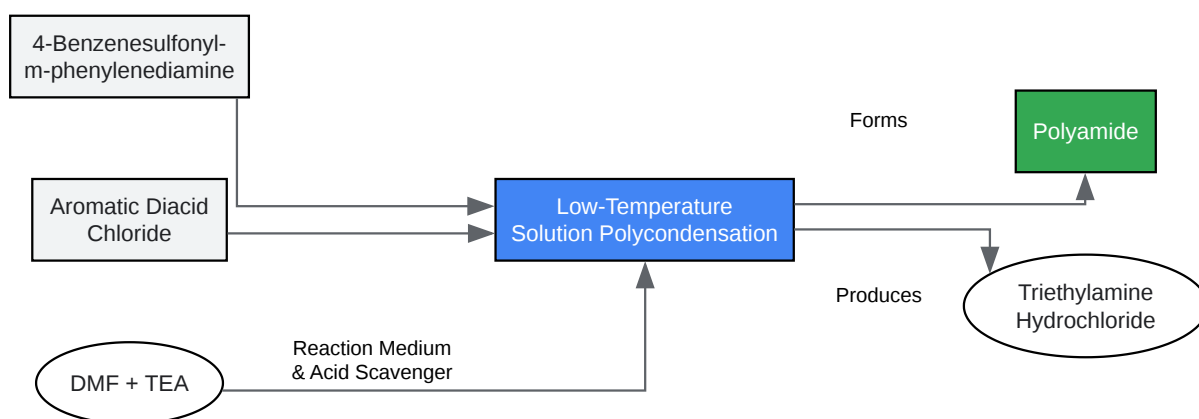 4-Benzenesulfonyl-
m-phenylenediamine
Forms
Polyamide
Aromatic Diacid
Chloride
Low-Temperature
Solution Polycondensation
Produces
Triethylamine
Hydrochloride
Reaction Medium
& Acid Scavenger
DMF + TEA